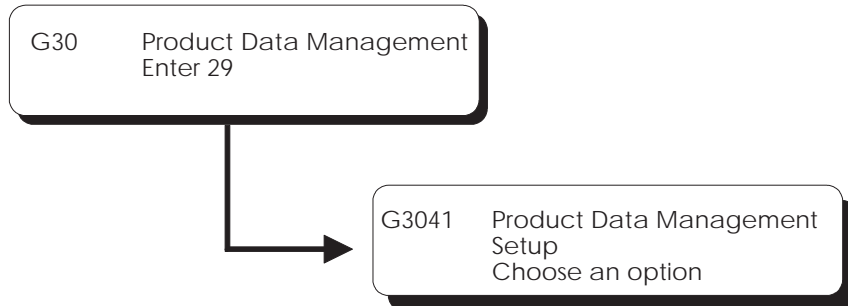 G30 Product Data Management
Enter 29
G3041 Product Data Management
Setup
Choose an option